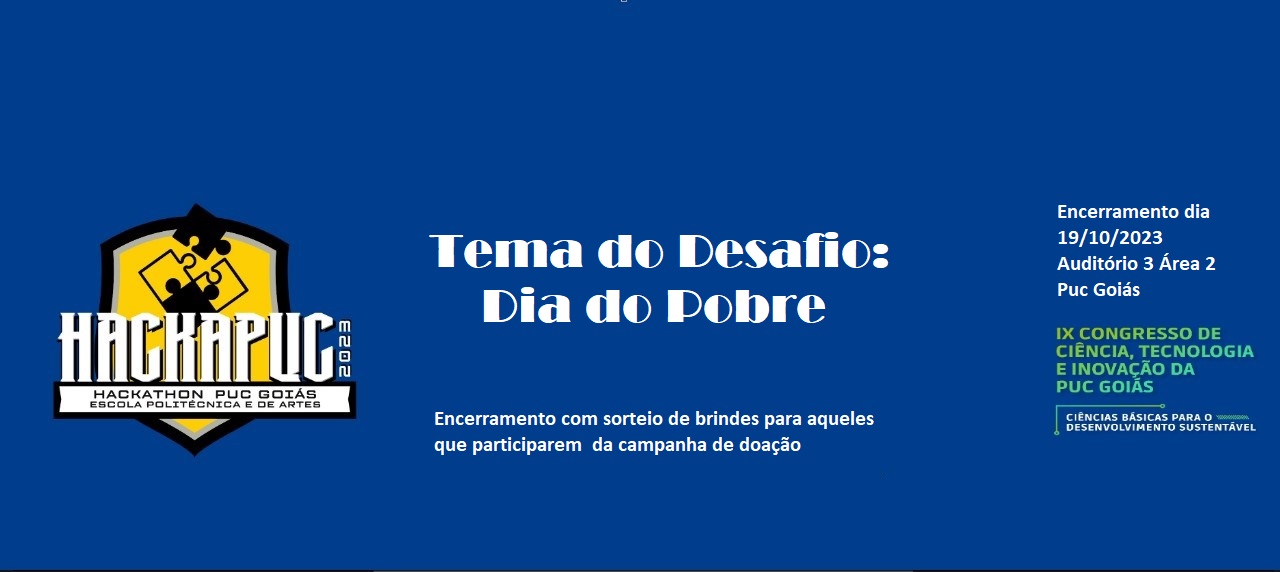 HACKAPUC 2023
HACKATHON PUC GOIÁS
ESCOLA POLITÉCNICA E DE ARTES
Tema do Desafio:
Dia do Pobre
Encerramento com sorteio de brindes para aqueles
que participarem da campanha de doação
Encerramento dia
19/10/2023
Auditório 3 Área 2
Puc Goiás
IX CONGRESSO DE
CIÊNCIA, TECNOLOGIA
E INOVAÇÃO DA
PUC GOIÁS
CIÊNCIAS BÁSICAS PARA O
DESENVOLVIMENTO SUSTENTÁVEL